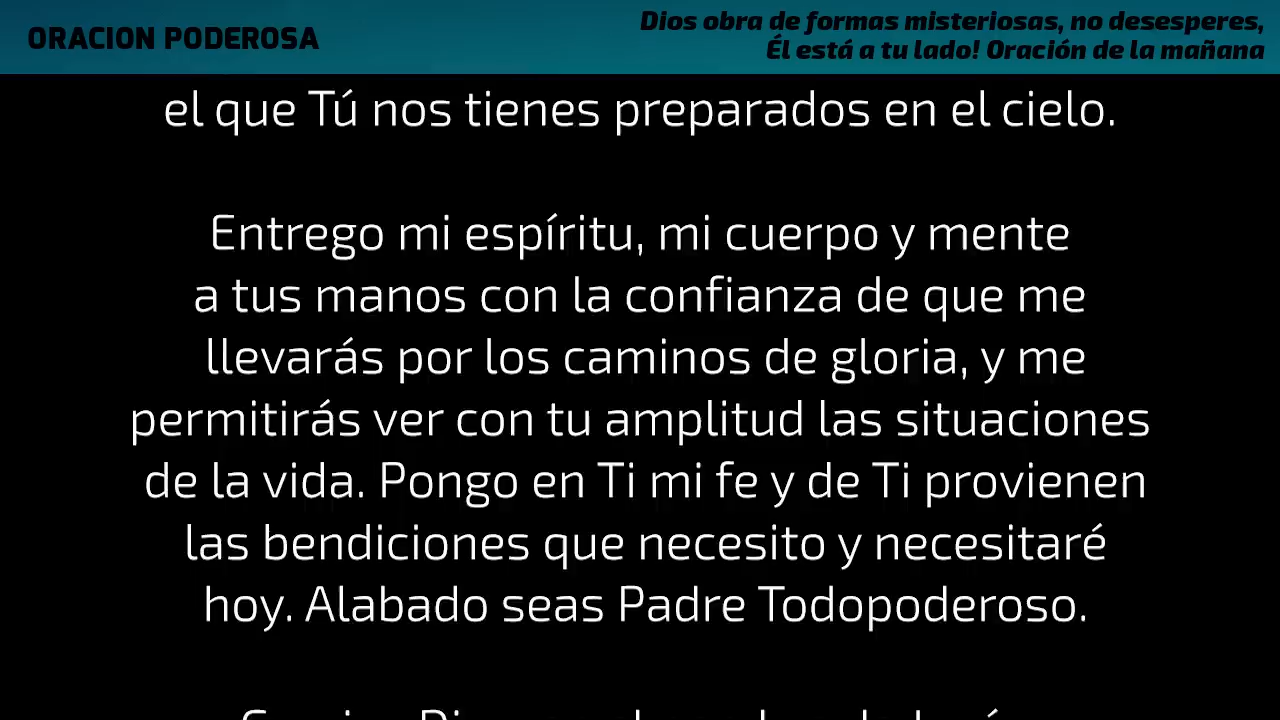 ORACION PODEROSA
Dios obra de formas misteriosas, no desesperes,
Él está a tu lado! Oración de la mañana
el que Tú nos tienes preparados en el cielo.
Entrego mi espíritu, mi cuerpo y mente
a tus manos con la confianza de que me
llevarás por los caminos de gloria, y me
permitirás ver con tu amplitud las situaciones
de la vida. Pongo en Ti mi fe y de Ti provienen
las bendiciones que necesito y necesitaré
hoy. Alabado seas Padre Todopoderoso.